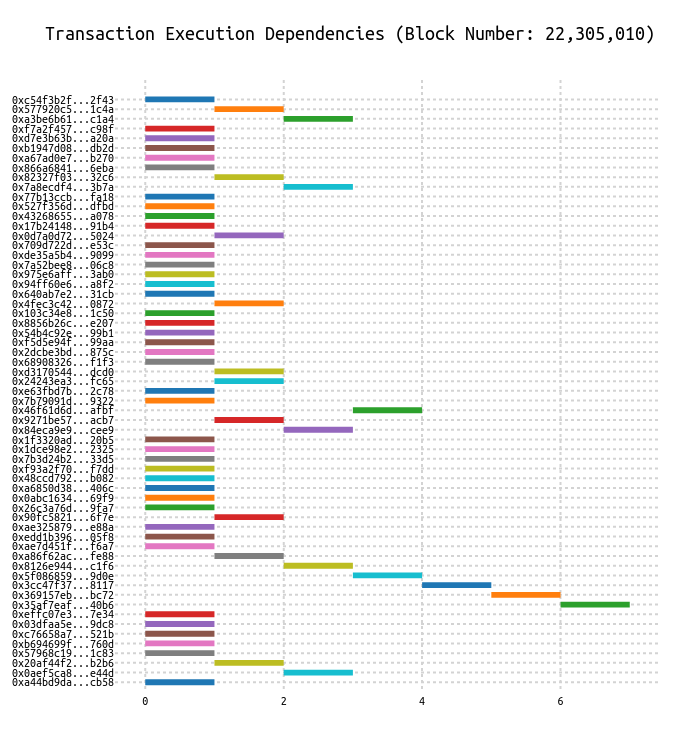 Transaction Execution Dependencies (Block Number: 22,305,010)
0xc54f3b2f...2f43
0x577920c5...1c4a
0xa3be6b61...c1a4
0xf7a2f457...c98f
0xd7e3b63b...a20a
0xb1947d08...db2d
0xa67ad0e7...b270
0x866a6841...6eba
0x82327f03...32c6
0x7a8ecdf4...3b7a
0x77b13ccb...fa18
0x527f356d...dfbd
0x43268655...a078
0x17b24148...91b4
0x0d7a0d72...5024
0x709d722d...e53c
0xde35a5b4...9099
0x7a52bee8...06c8
0x975e6aff...3ab0
0x94ff60e6...a8f2
0x640ab7e2...31cb
0x4fec3c42...0872
0x103c34e8...1c50
0x8856b26c...e207
0x54b4c92e...99b1
0xf5d5e94f...99aa
0x2dcbe3bd...875c
0x68908326...f1f3
0xd3170544...dcd0
0x24243ea3...fc65
0xe63fbd7b...2c78
0x7b79091d...9322
0x46f61d6d...afbf
0x9271be57...acb7
0x84eca9e9...cee9
0x1f3320ad...20b5
0x1dce98e2...2325
0x7b3d24b2...33d5
0xf93a2f70...f7dd
0x48ccd792...b082
0xa6850d38...406c
0x0abc1634...69f9
0x26c3a76d...9fa7
0x90fc5821...6f7e
0xae325879...e88a
0xedd1b396...05f8
0xae7d451f...f6a7
0xa86f62ac...fe88
0x8126e944...c1f6
0x5f086859...9d0e
0x3cc47f37...8117
0x369157eb...bc72
0x35af7eaf...40b6
0xeffc07e3...7e34
0x03dfaa5e...9dc8
0xc76658a7...521b
0xb694699f...760d
0x57968c19...1c83
0x20af44f2...b2b6
0x0aef5ca8...e44d
0xa44bd9da...cb58
0 2 4 6